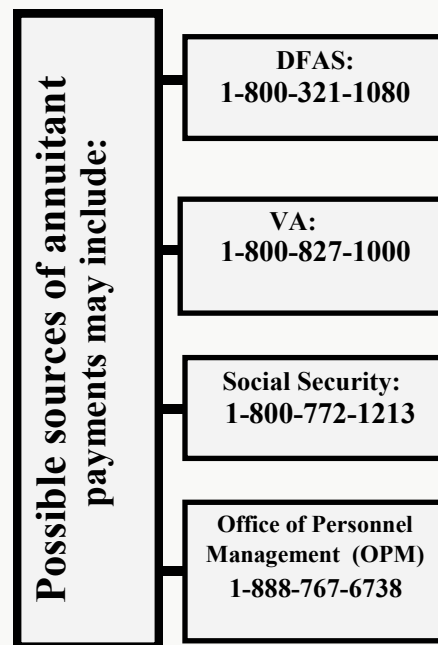 Possible sources of annuitant
payments may include:
DFAS:
1-800-321-1080
VA:
1-800-827-1000
Social Security:
1-800-772-1213
Office of Personnel
Management (OPM)
1-888-767-6738